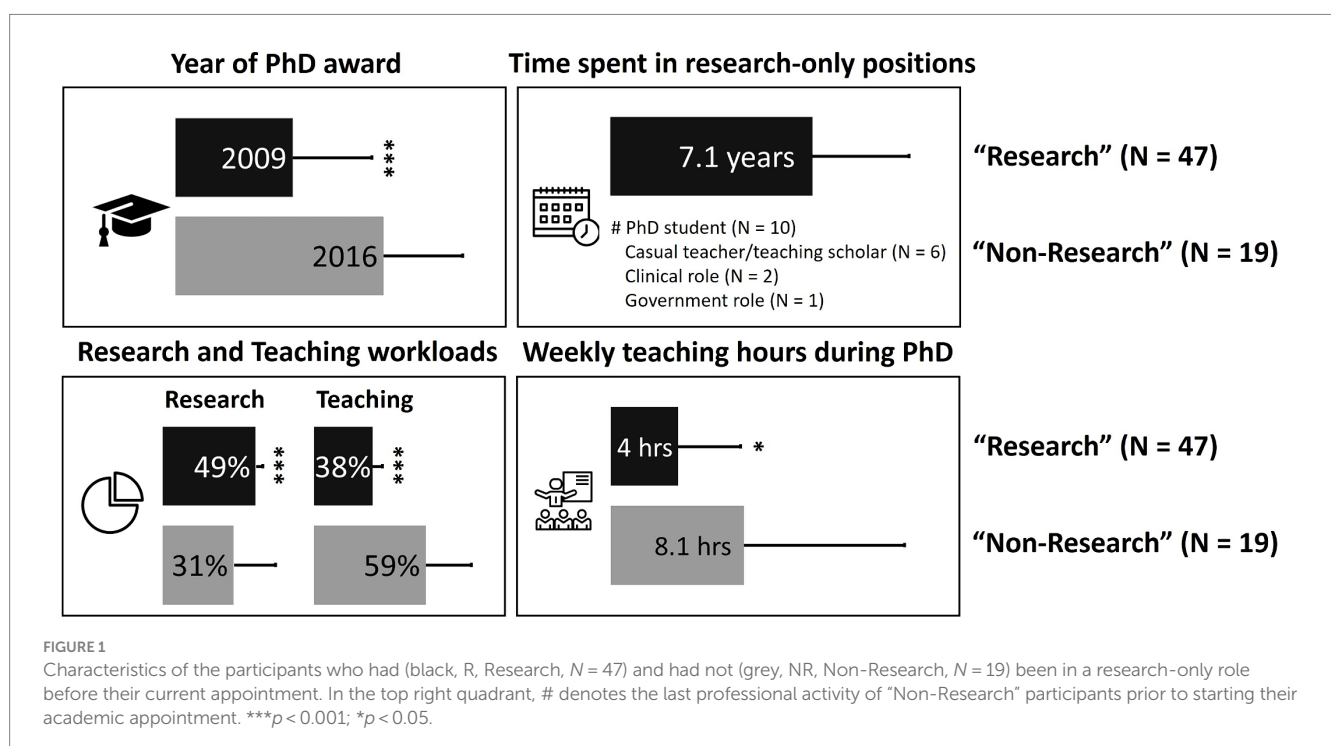 Year of PhD award
2009
***
2016
Time spent in research-only positions
7.1 years
# PhD student (N = 10)
Casual teacher/teaching scholar (N = 6)
Clinical role (N = 2)
Government role (N = 1)
"Research" (N = 47)
"Non-Research" (N = 19)
Research and Teaching workloads
Research
Teaching
49%
***
38%
***
31%
59%
Weekly teaching hours during PhD
4 hrs
*
8.1 hrs
"Research" (N = 47)
"Non-Research" (N = 19)
FIGURE 1
Characteristics of the participants who had (black, R, Research, N = 47) and had not (grey, NR, Non-Research, N = 19) been in a research-only role
before their current appointment. In the top right quadrant, # denotes the last professional activity of "Non-Research" participants prior to starting their
academic appointment. ***p < 0.001; *p < 0.05.